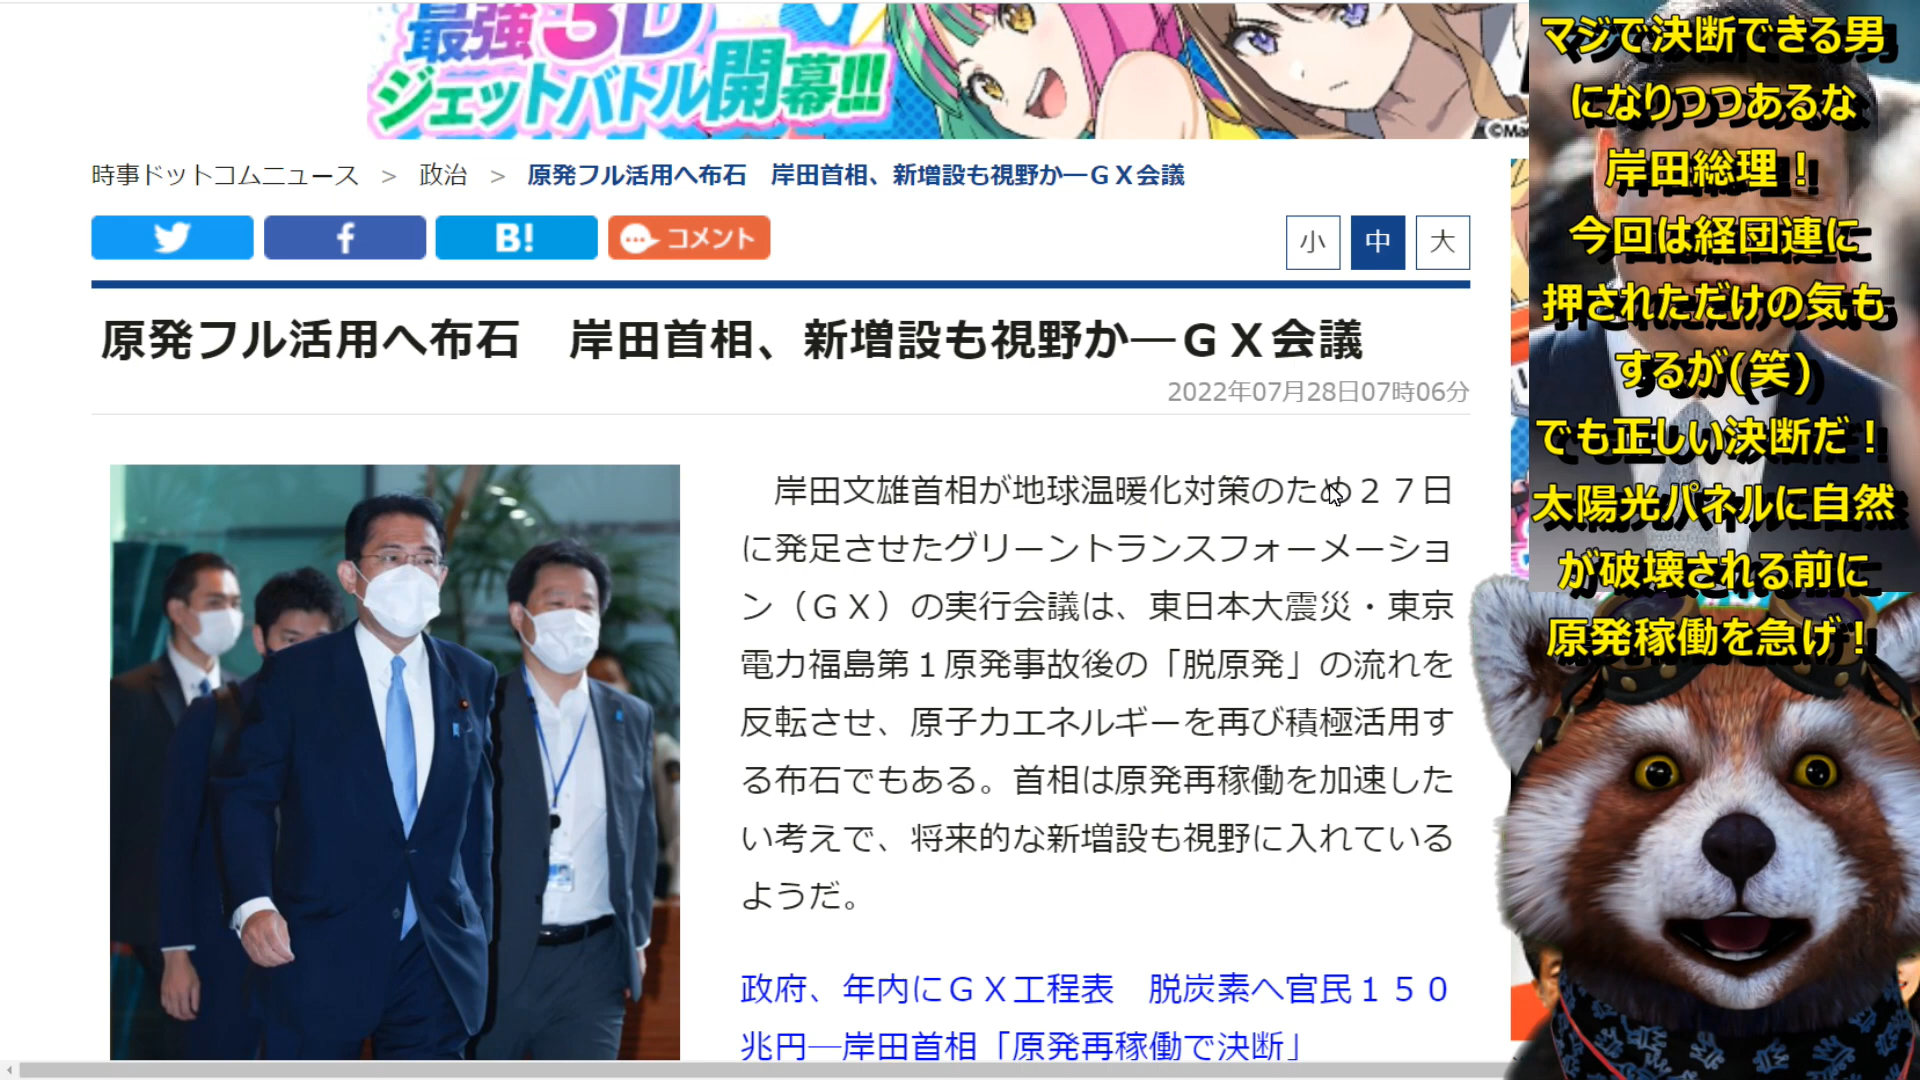 最強3D
ジェットバトル開幕!!!
時事ドットコムニュース > 政治 > 原発フル活用へ布石　岸田首相、新増設も視野か―ＧＸ会議
f
B!
コメント
小 中 大
原発フル活用へ布石　岸田首相、新増設も視野か―ＧＸ会議
2022年07月28日07時06分
岸田文雄首相が地球温暖化対策のため２７日
に発足させたグリーントランスフォーメーショ
ン（ＧＸ）の実行会議は、東日本大震災・東京
電力福島第１原発事故後の「脱原発」の流れを
反転させ、原子力エネルギーを再び積極活用す
る布石でもある。首相は原発再稼働を加速した
い考えで、将来的な新増設も視野に入れている
ようだ。
政府、年内にＧＸ工程表　脱炭素へ官民１５０
兆円―岸田首相「原発再稼働で決断」
マジで決断できる男
になりつつあるな
岸田総理！
今回は経団連に
押されただけの気も
するが(笑)
でも正しい決断だ！
太陽光パネルに自然
が破壊される前に
原発稼働を急げ！